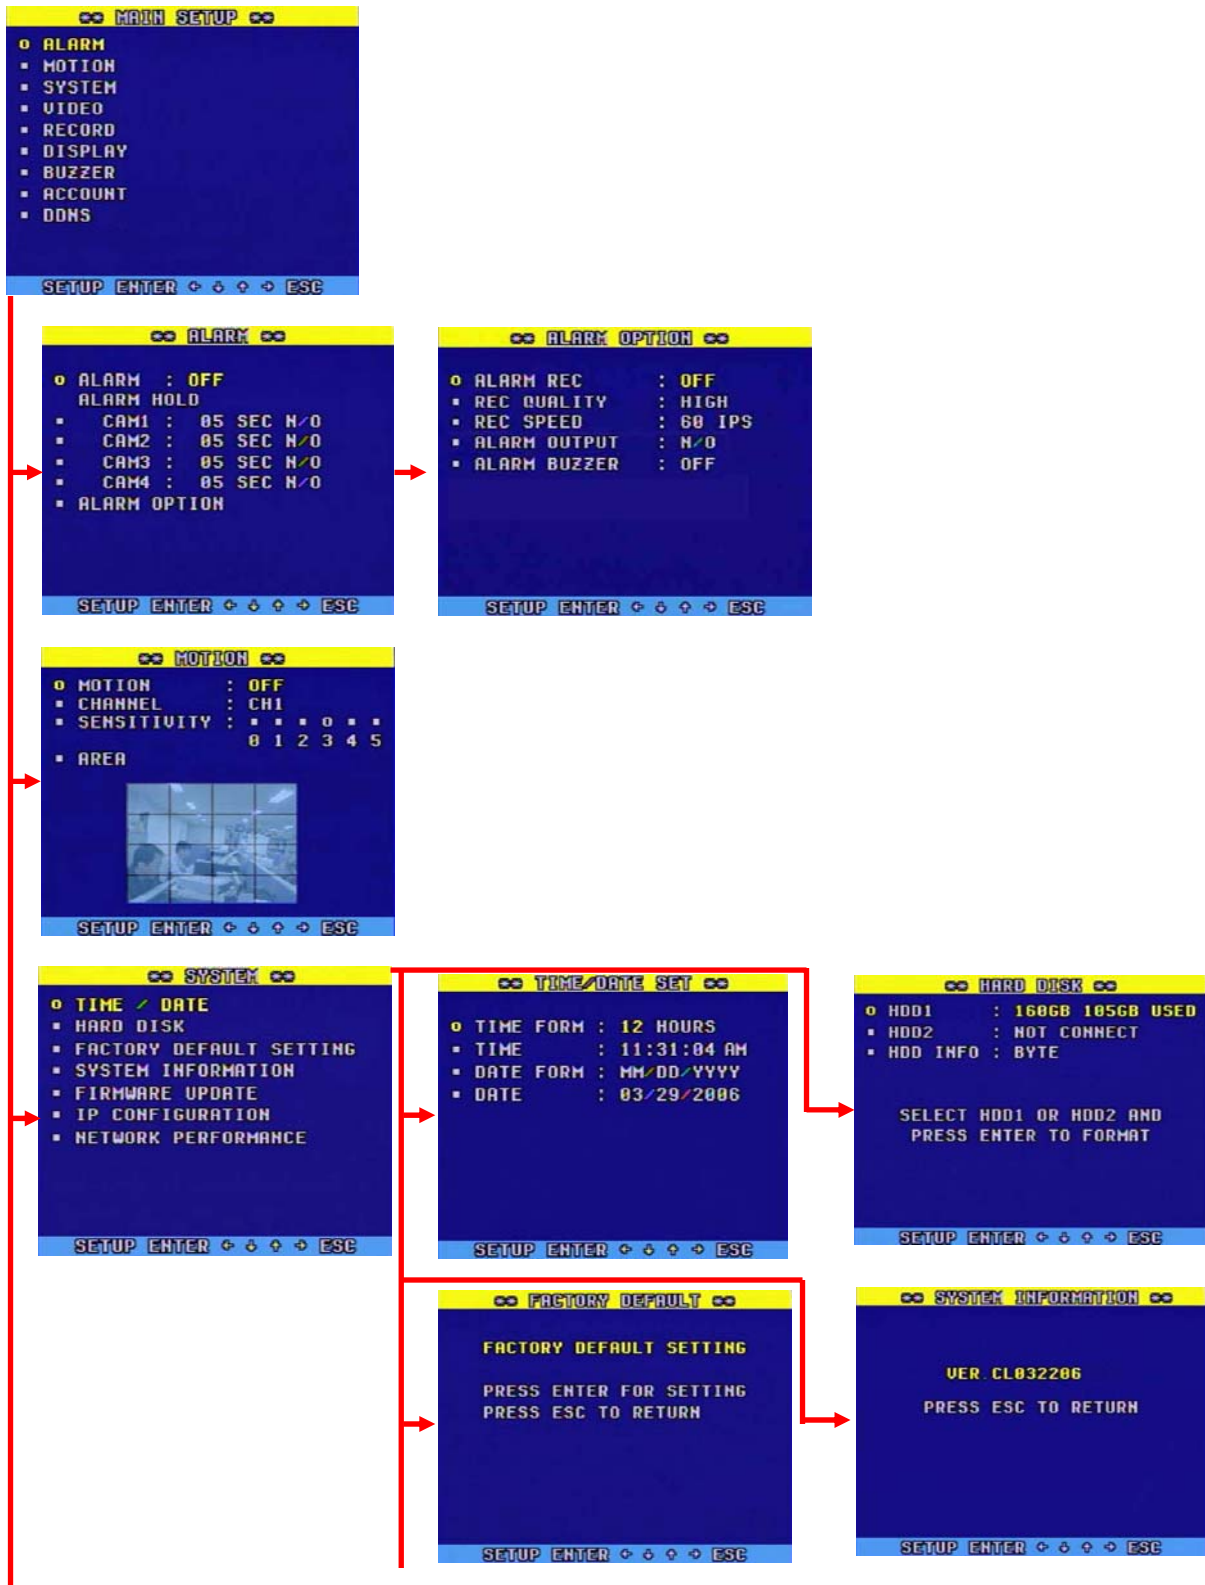 MAIN SETUP
ALARM
MOTION
SYSTEM
VIDEO
RECORD
DISPLAY
BUZZER
ACCOUNT
DDNS
SETUP ENTER ESC
ALARM
ALARM : OFF
ALARM HOLD
CAM1 : 05 SEC N/O
CAM2 : 05 SEC N/O
CAM3 : 05 SEC N/O
CAM4 : 05 SEC N/O
ALARM OPTION
SETUP ENTER ESC
ALARM OPTION
ALARM REC : OFF
REC QUALITY : HIGH
REC SPEED : 60 IPS
ALARM OUTPUT : N/O
ALARM BUZZER : OFF
SETUP ENTER ESC
MOTION
MOTION : OFF
CHANNEL : CH1
SENSITIVITY :
0 1 2 3 4 5
AREA
SETUP ENTER ESC
SYSTEM
TIME / DATE
HARD DISK
FACTORY DEFAULT SETTING
SYSTEM INFORMATION
FIRMWARE UPDATE
IP CONFIGURATION
NETWORK PERFORMANCE
SETUP ENTER ESC
TIME/DATE SET
TIME FORM : 12 HOURS
TIME : 11:31:04 AM
DATE FORM : MM/DD/YYYY
DATE : 03/29/2006
SETUP ENTER ESC
HARD DISK
HDD1 : 160GB 105GB USED
HDD2 : NOT CONNECT
HDD INFO : BYTE
SELECT HDD1 OR HDD2 AND
PRESS ENTER TO FORMAT
SETUP ENTER ESC
FACTORY DEFAULT
FACTORY DEFAULT SETTING
PRESS ENTER FOR SETTING
PRESS ESC TO RETURN
SETUP ENTER ESC
SYSTEM INFORMATION
VER.CL032206
PRESS ESC TO RETURN
SETUP ENTER ESC